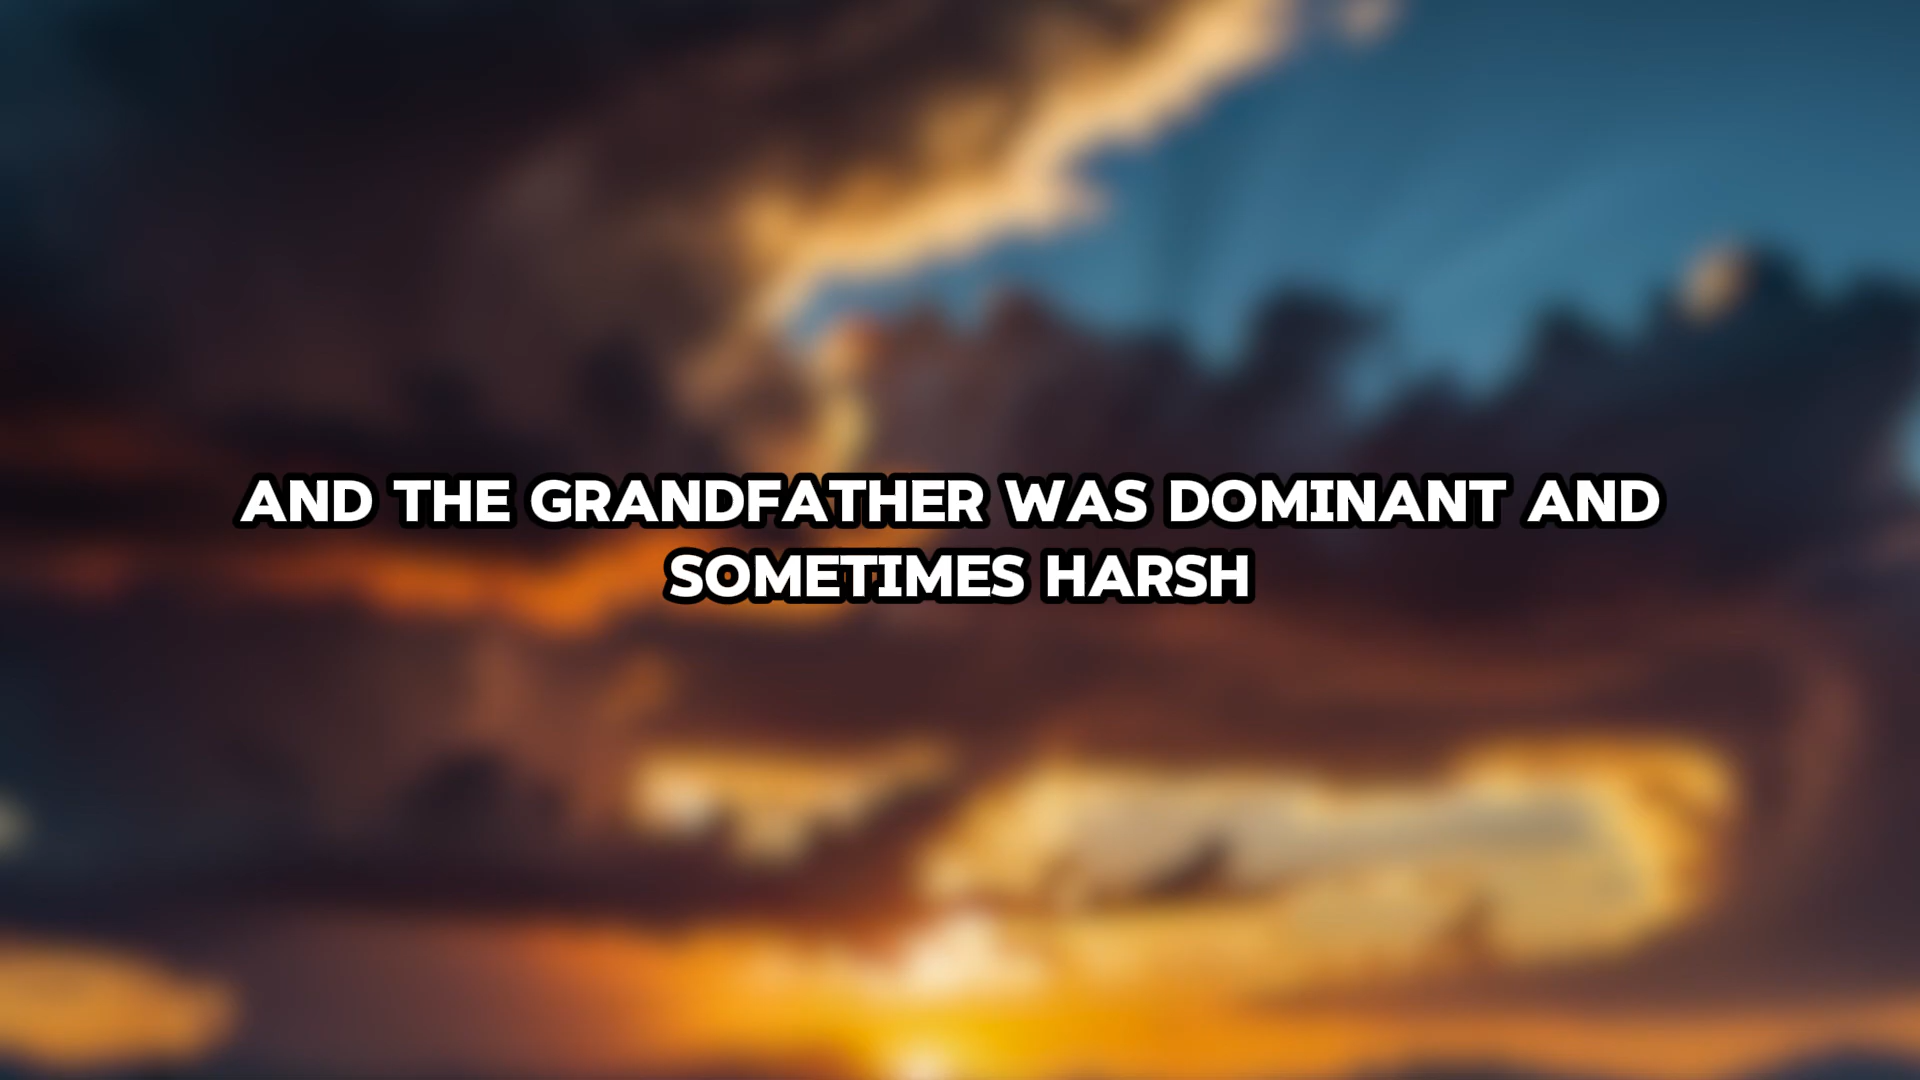 AND THE GRANDFATHER WAS DOMINANT AND
SOMETIMES HARSH